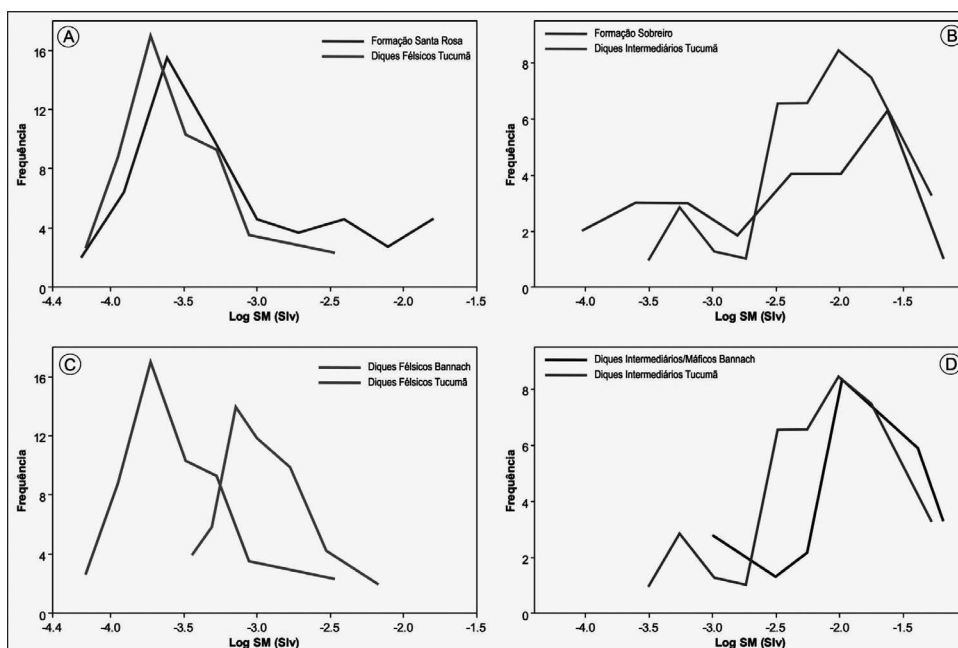 A
Formação Santa Rosa
Diques Félsicos Tucumã
Frequência
16
12
8
4
0
-4.4
-4.0
-3.5
-3.0
-2.5
-2.0
-1.5
Log SM (SIv)
B
Formação Sobreiro
Diques Intermediários Tucumã
Frequência
8
6
4
2
0
-4.0
-3.5
-3.0
-2.5
-2.0
-1.5
Log SM (SIv)
C
Diques Félsicos Bannach
Diques Félsicos Tucumã
Frequência
16
12
8
4
0
-4.4
-4.0
-3.5
-3.0
-2.5
-2.0
-1.5
Log SM (SIv)
D
Diques Intermediários/Máficos Bannach
Diques Intermediários Tucumã
Frequência
8
6
4
2
0
-4.0
-3.5
-3.0
-2.5
-2.0
-1.5
Log SM (SIv)